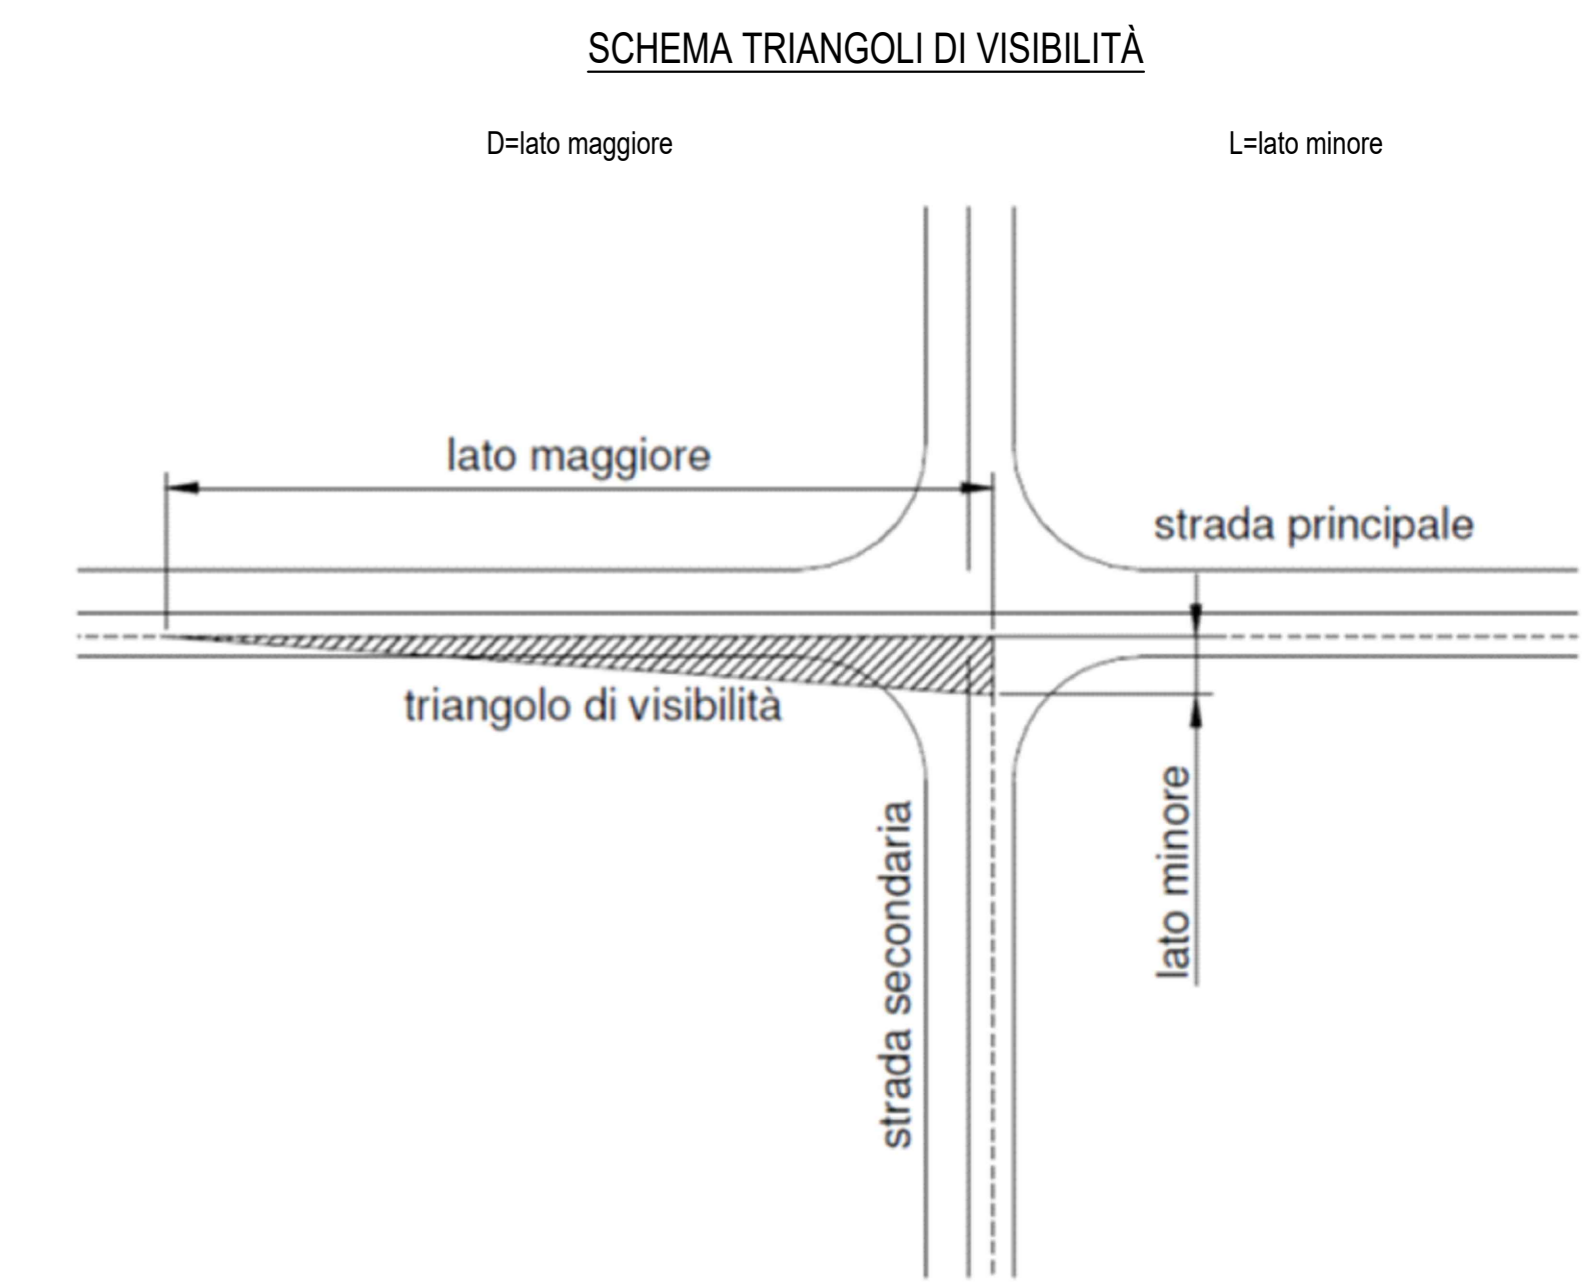 SCHEMA TRIANGOLI DI VISIBILITÀ
D=lato maggiore
L=lato minore
lato maggiore
strada principale
triangolo di visibilità
lato minore
strada secondaria